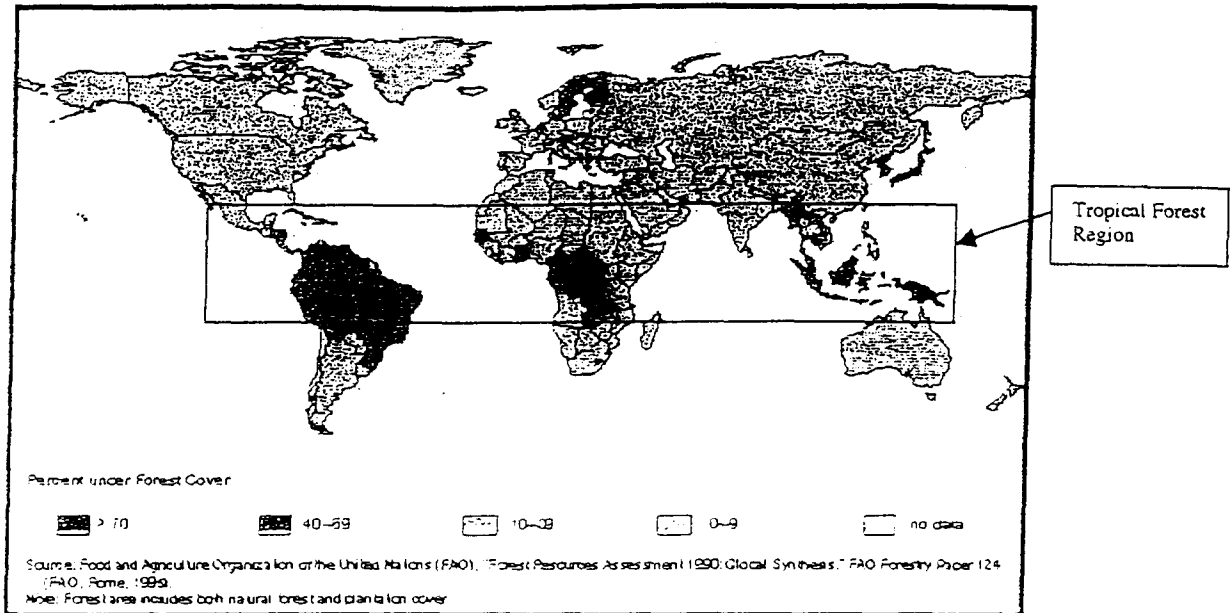 Tropical Forest
Region
Percent under Forest Cover
> 70
40–69
10–39
0–9
no data
Source: Food and Agriculture Organization of the United Nations (FAO), "Forest Resources Assessment 1990: Global Synthesis," FAO Forestry Paper 124
(FAO, Rome, 1995).
Note: Forest area includes both natural forest and plantation cover